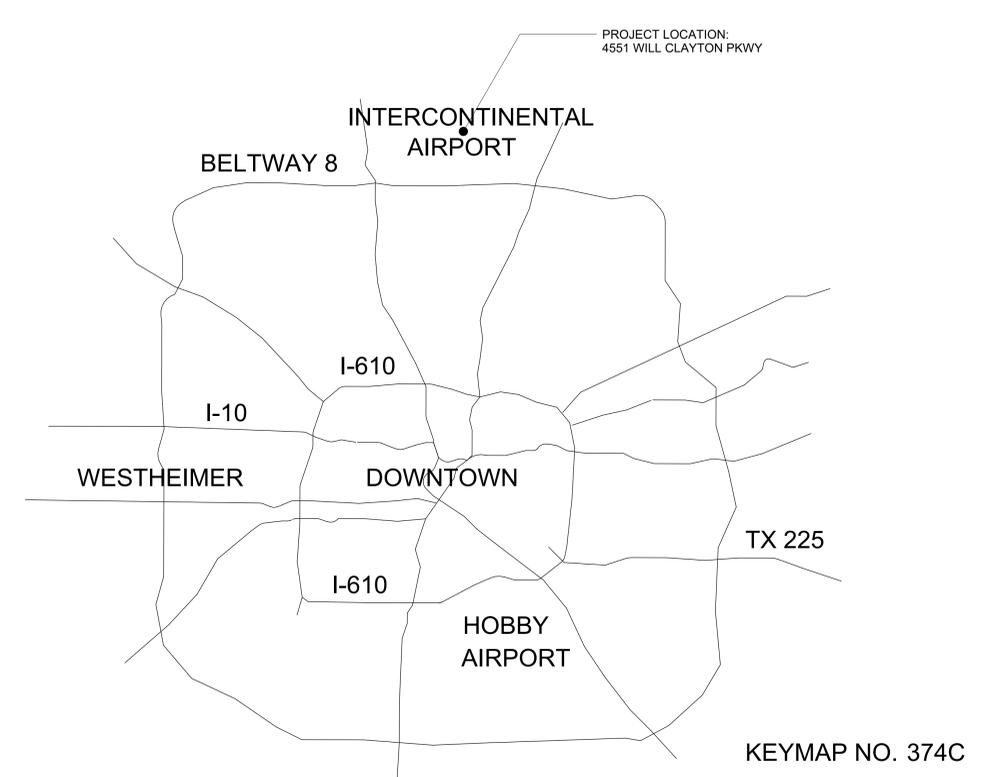 PROJECT LOCATION:
4551 WILL CLAYTON PKWY
INTERCONTINENTAL
AIRPORT
BELTWAY 8
I-610
I-10
WESTHEIMER
DOWNTOWN
TX 225
I-610
HOBBY
AIRPORT
KEYMAP NO. 374C